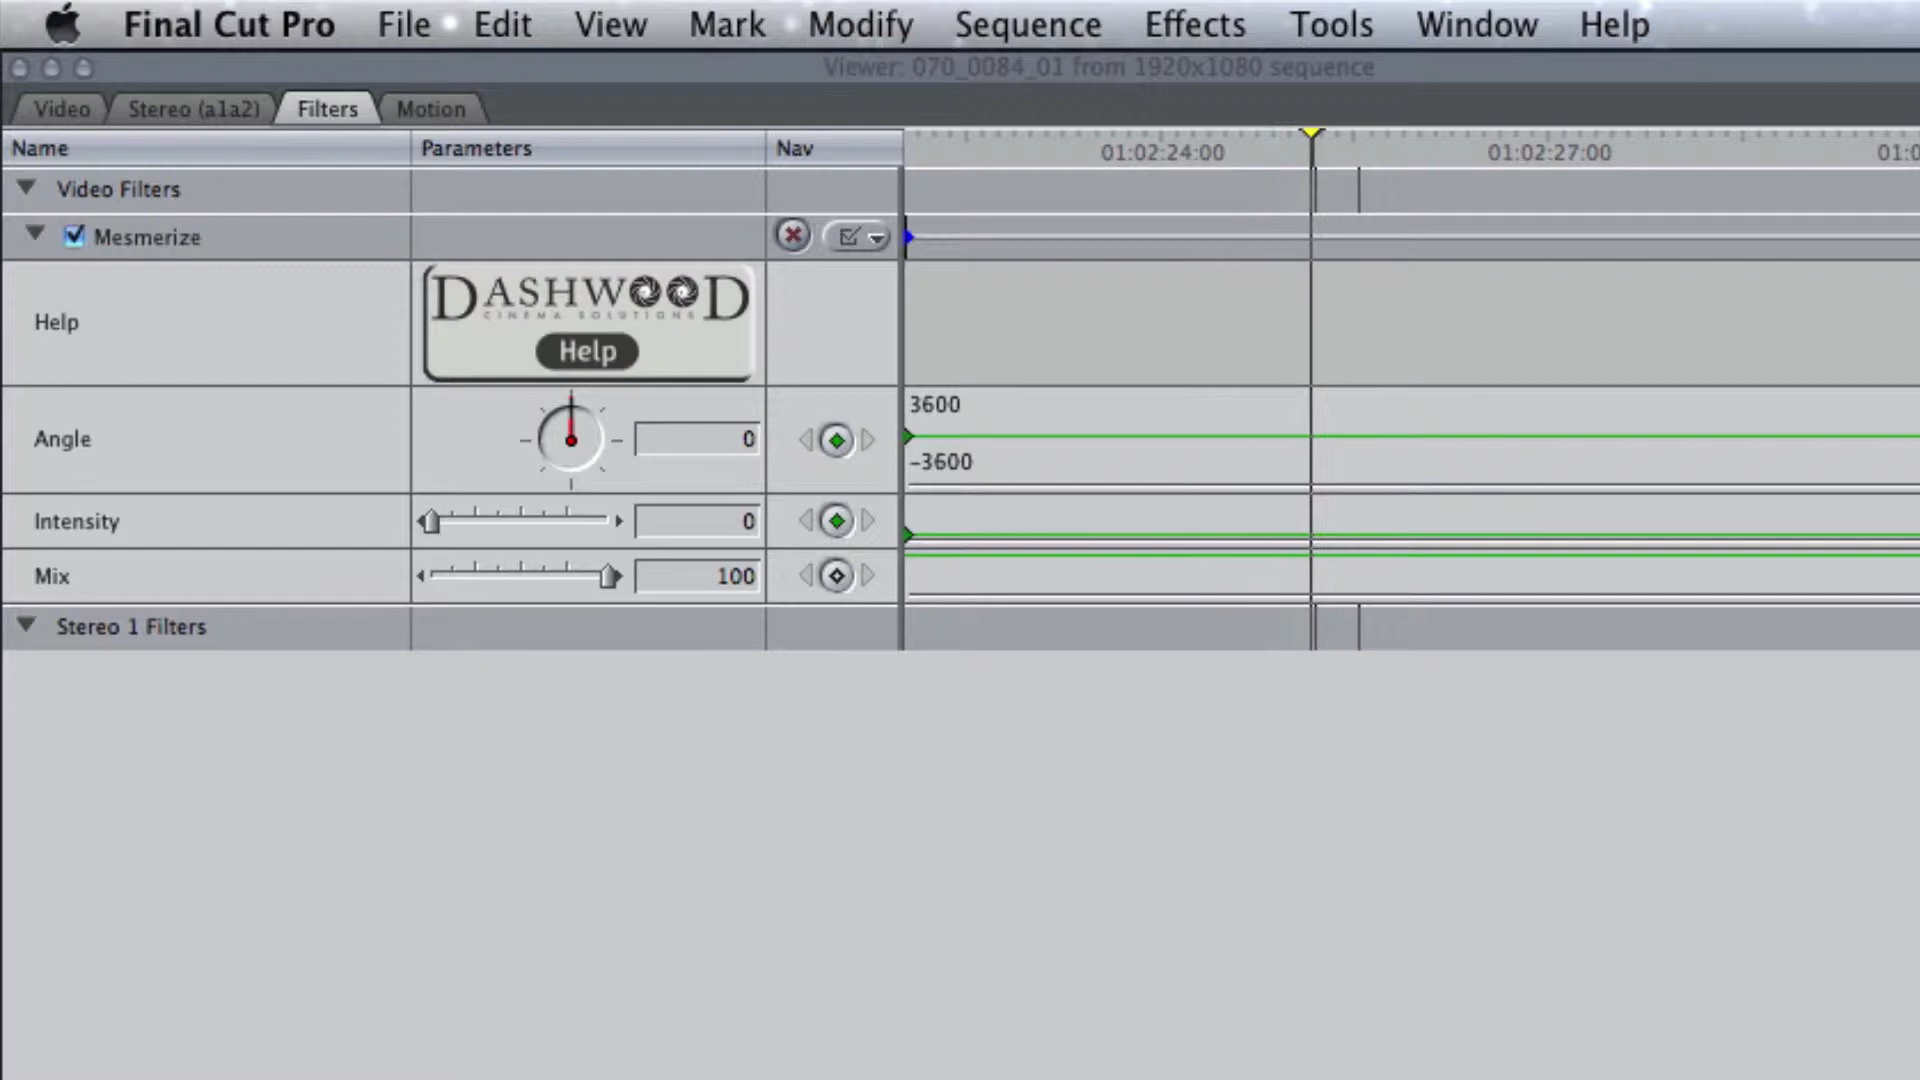 Final Cut Pro File Edit View Mark Modify Sequence Effects Tools Window Help
Viewer: 070_0084_01 from 1920x1080 sequence
Video Stereo (a1a2) Filters Motion
Name Parameters Nav 01:02:24:00 01:02:27:00 01:0
Video Filters
Mesmerize
DASHWOOD
CINEMA SOLUTIONS
Help Help
3600
Angle 0
-3600
Intensity 0
Mix 100
Stereo 1 Filters